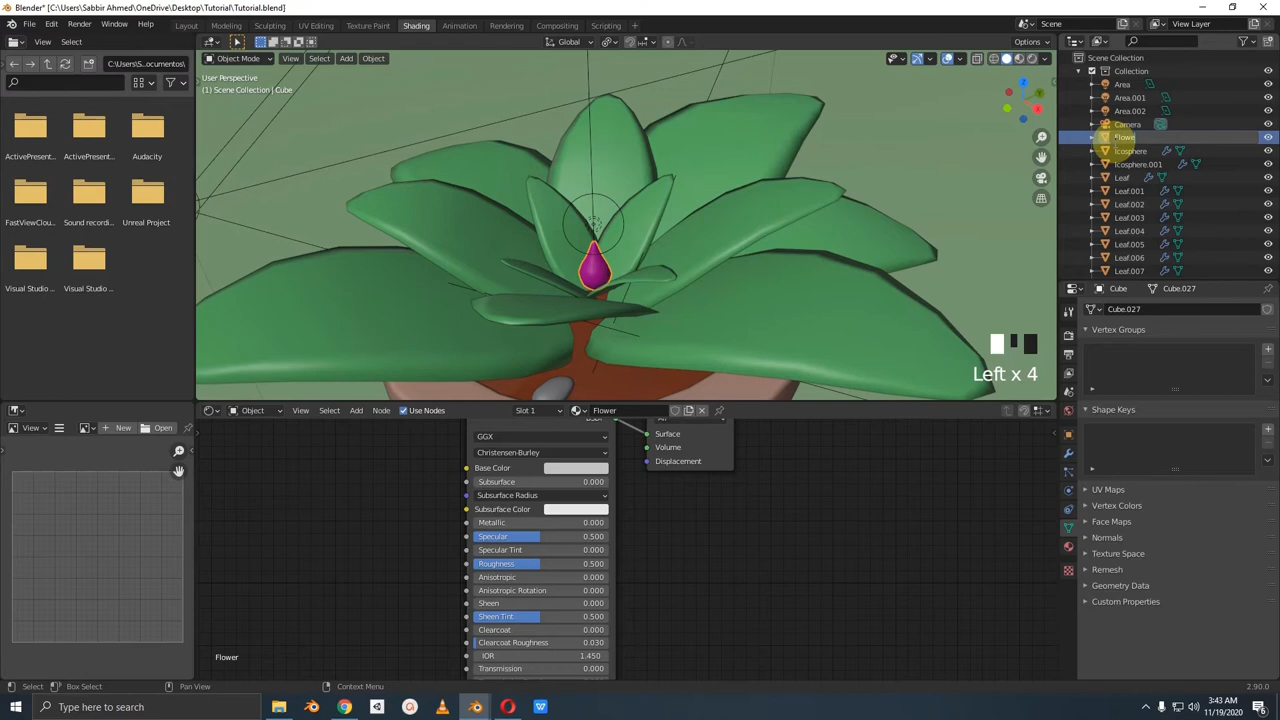 Blender* [C:\Users\Sabbir Ahmed\OneDrive\Desktop\Tutorial\Tutorial.blend]
File Edit Render Window Help Layout Modeling Sculpting UV Editing Texture Paint Shading Animation Rendering Compositing Scripting Scene View Layer
View Select Global Options
C:\S...ocumentos\ Object Mode View Select Add Object
User Perspective
(1) Scene Collection | Cube
ActivePresent... ActivePresent... Audacity
FastViewClou... Sound recordi... Unreal Project
Visual Studio ... Visual Studio ...
Scene Collection
Collection
Area
Area.001
Area.002
Camera
Flowe
Icosphere
Icosphere.001
Leaf
Leaf.001
Leaf.002
Leaf.003
Leaf.004
Leaf.005
Leaf.006
Leaf.007
Cube Cube.027
Cube.027
Vertex Groups
Shape Keys
UV Maps
Vertex Colors
Face Maps
Normals
Texture Space
Remesh
Geometry Data
Custom Properties
Left x 4
Object View Select Add Node Use Nodes Slot 1 Flower
View New Open
GGX
Christensen-Burley
Base Color
Subsurface 0.000
Subsurface Radius
Subsurface Color
Metallic 0.000
Specular 0.500
Specular Tint 0.000
Roughness 0.500
Anisotropic 0.000
Anisotropic Rotation 0.000
Sheen 0.000
Sheen Tint 0.500
Clearcoat 0.000
Clearcoat Roughness 0.030
IOR 1.450
Transmission 0.000
Surface
Volume
Displacement
Flower
Select Box Select Pan View Context Menu 2.90.0
Type here to search
3:43 AM
11/19/2020
6